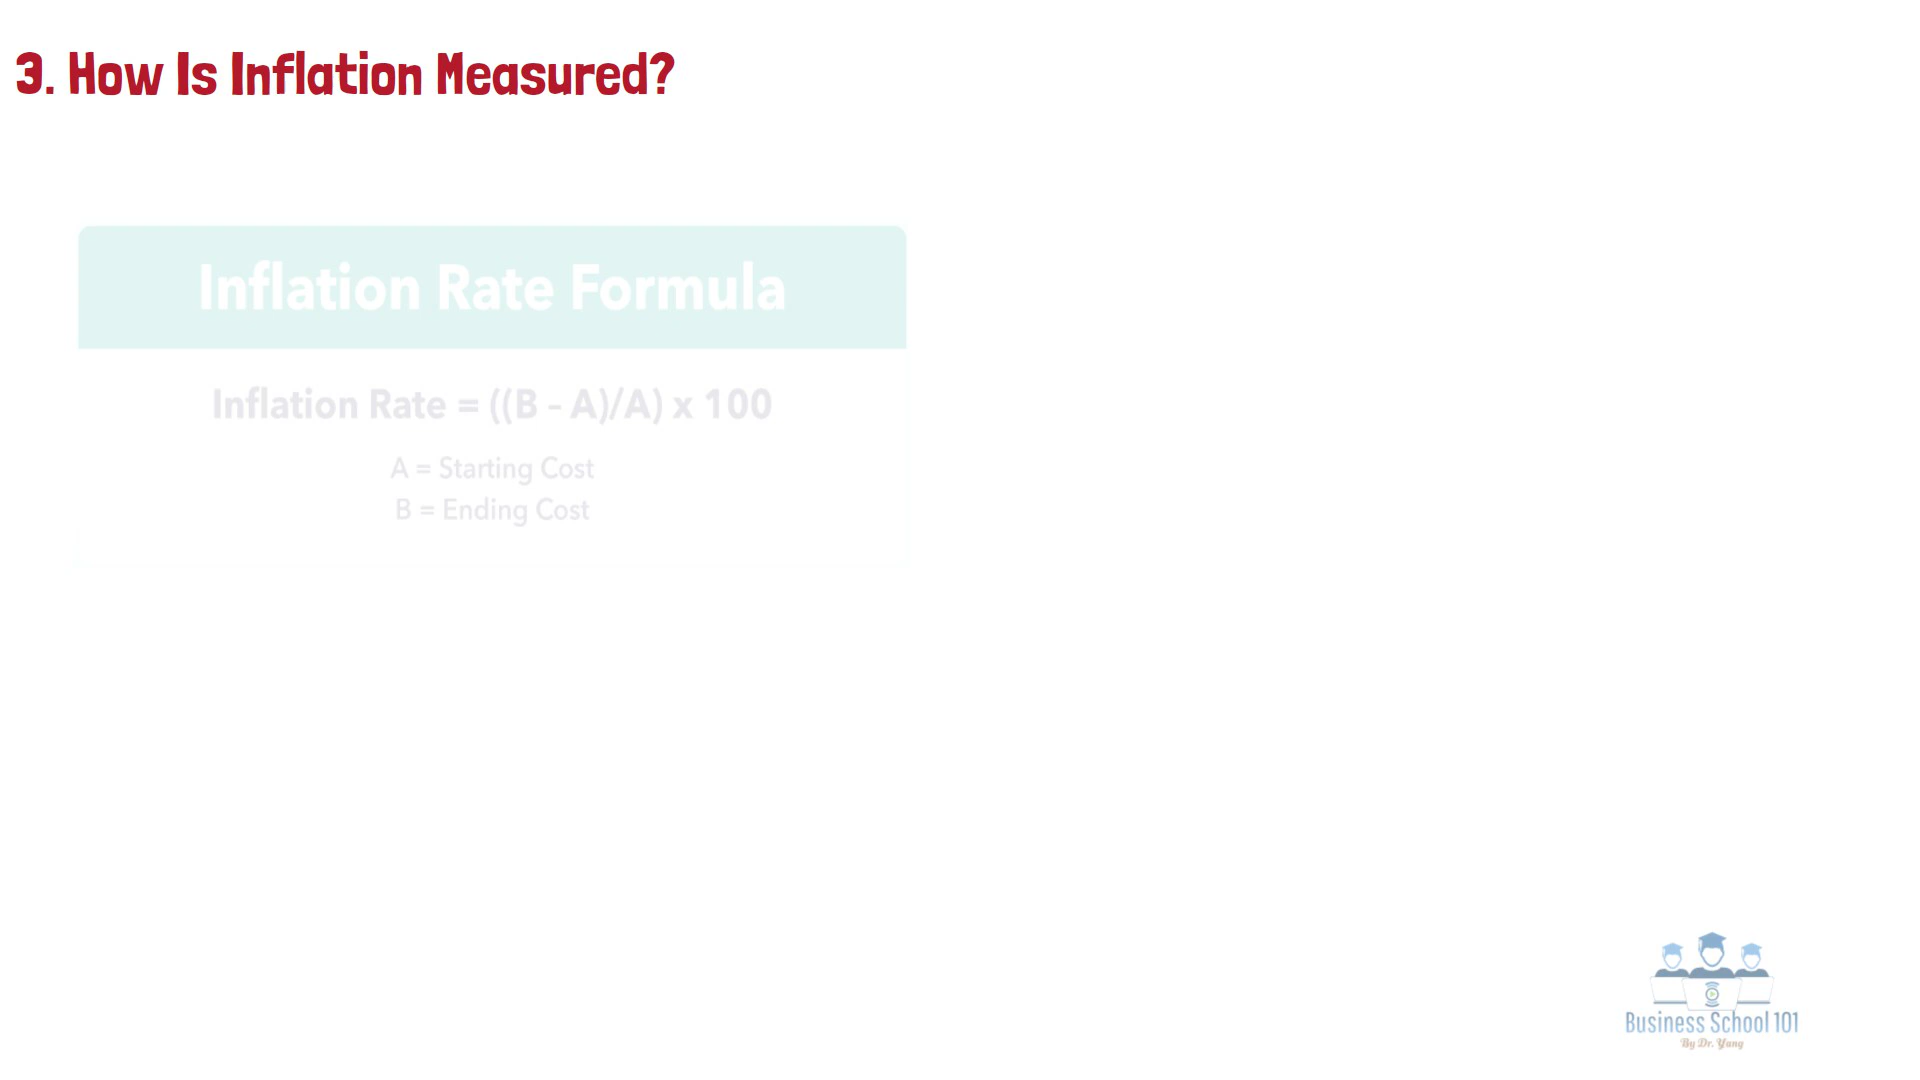 3. How Is Inflation Measured?
Inflation Rate Formula
Inflation Rate = ((B - A)/A) x 100
A = Starting Cost
B = Ending Cost
Business School 101
By Dr. Yang